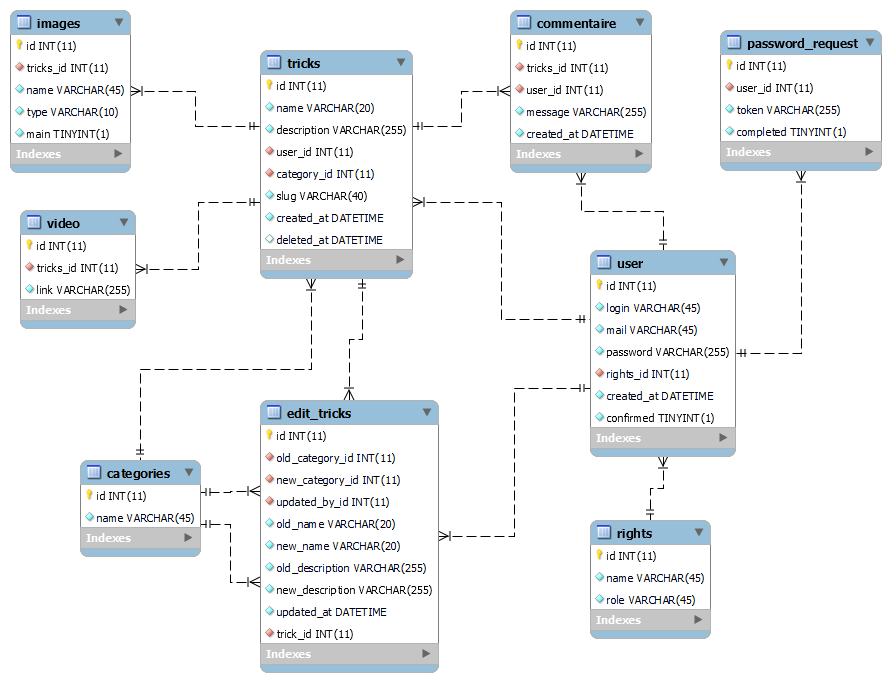 images
id INT(11)
tricks_id INT(11)
name VARCHAR(45)
type VARCHAR(10)
main TINYINT(1)
Indexes
tricks
id INT(11)
name VARCHAR(20)
description VARCHAR(255)
user_id INT(11)
category_id INT(11)
slug VARCHAR(40)
created_at DATETIME
deleted_at DATETIME
Indexes
commentaire
id INT(11)
tricks_id INT(11)
user_id INT(11)
message VARCHAR(255)
created_at DATETIME
Indexes
password_request
id INT(11)
user_id INT(11)
token VARCHAR(255)
completed TINYINT(1)
Indexes
video
id INT(11)
tricks_id INT(11)
link VARCHAR(255)
Indexes
user
id INT(11)
login VARCHAR(45)
mail VARCHAR(45)
password VARCHAR(255)
rights_id INT(11)
created_at DATETIME
confirmed TINYINT(1)
Indexes
categories
id INT(11)
name VARCHAR(45)
Indexes
edit_tricks
id INT(11)
old_category_id INT(11)
new_category_id INT(11)
updated_by_id INT(11)
old_name VARCHAR(20)
new_name VARCHAR(20)
old_description VARCHAR(255)
new_description VARCHAR(255)
updated_at DATETIME
trick_id INT(11)
Indexes
rights
id INT(11)
name VARCHAR(45)
role VARCHAR(45)
Indexes